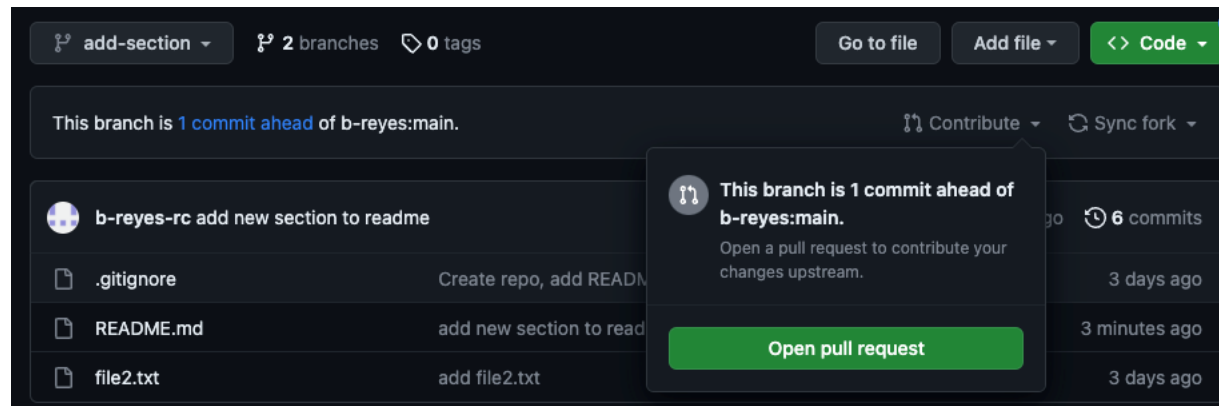 add-section 2 branches 0 tags Go to file Add file <> Code
This branch is 1 commit ahead of b-reyes:main. Contribute Sync fork
This branch is 1 commit ahead of
b-reyes:main.
Open a pull request to contribute your
changes upstream.
Open pull request
b-reyes-rc add new section to readme go 6 commits
.gitignore Create repo, add READM 3 days ago
README.md add new section to read 3 minutes ago
file2.txt add file2.txt 3 days ago